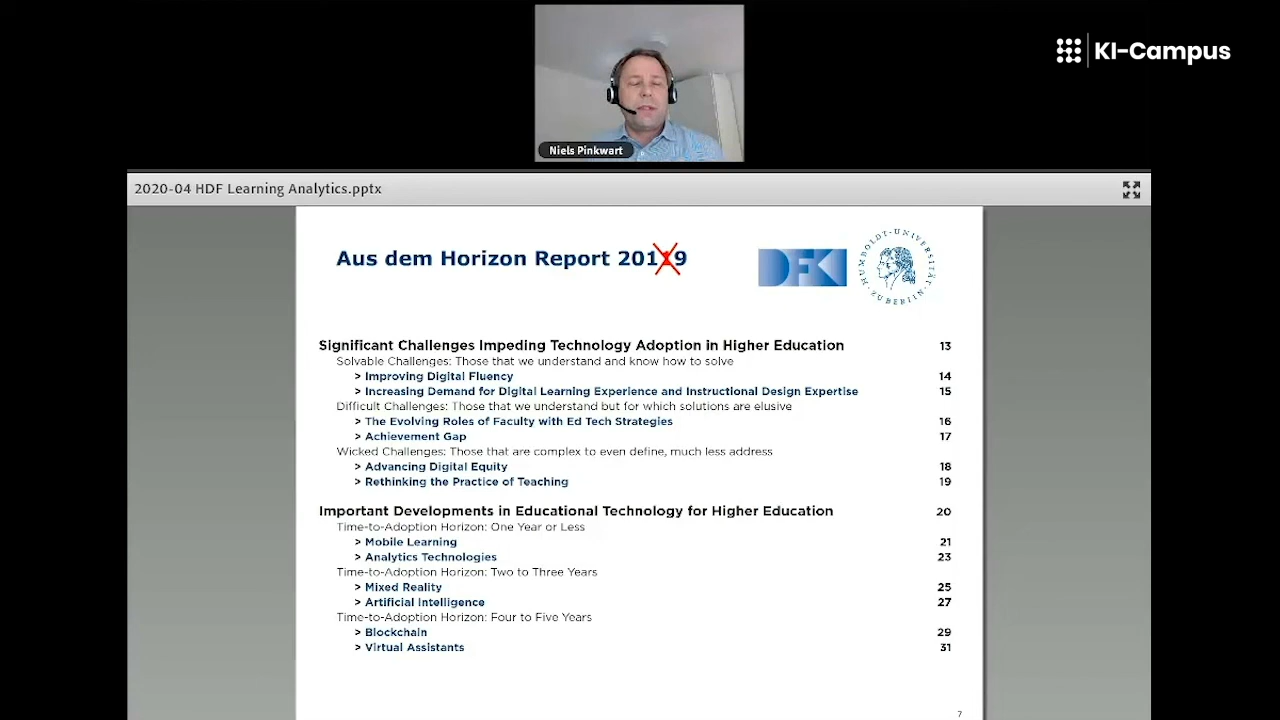 KI-Campus
Niels Pinkwart
2020-04 HDF Learning Analytics.pptx
Aus dem Horizon Report 2019
DFKI
HUMBOLDT-UNIVERSITÄT ZU BERLIN
Significant Challenges Impeding Technology Adoption in Higher Education 13
Solvable Challenges: Those that we understand and know how to solve
> Improving Digital Fluency 14
> Increasing Demand for Digital Learning Experience and Instructional Design Expertise 15
Difficult Challenges: Those that we understand but for which solutions are elusive
> The Evolving Roles of Faculty with Ed Tech Strategies 16
> Achievement Gap 17
Wicked Challenges: Those that are complex to even define, much less address
> Advancing Digital Equity 18
> Rethinking the Practice of Teaching 19
Important Developments in Educational Technology for Higher Education 20
Time-to-Adoption Horizon: One Year or Less
> Mobile Learning 21
> Analytics Technologies 23
Time-to-Adoption Horizon: Two to Three Years
> Mixed Reality 25
> Artificial Intelligence 27
Time-to-Adoption Horizon: Four to Five Years
> Blockchain 29
> Virtual Assistants 31
7